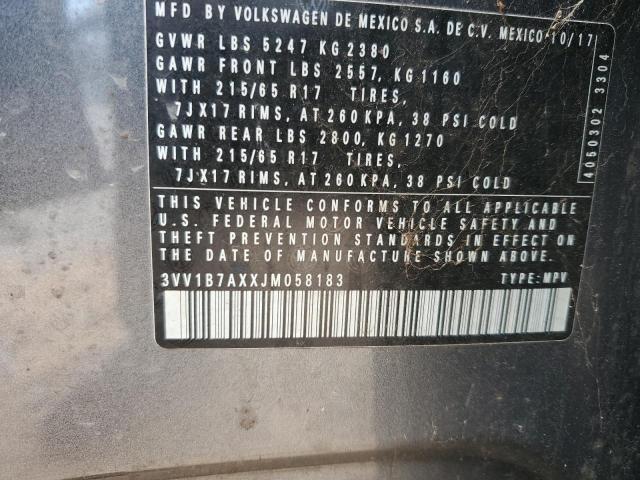 MFD BY VOLKSWAGEN DE MEXICO S.A. DE C.V. MEXICO-10/17
GVWR LBS 5247 KG 2380
GAWR FRONT LBS 2557, KG 1160
WITH 215/65 R17 TIRES,
7JX17 RIMS, AT 260 KPA, 38 PSI COLD
GAWR REAR LBS 2800, KG 1270
WITH 215/65 R17 TIRES,
7JX17 RIMS, AT 260 KPA, 38 PSI COLD
THIS VEHICLE CONFORMS TO ALL APPLICABLE
U.S. FEDERAL MOTOR VEHICLE SAFETY AND
THEFT PREVENTION STANDARDS IN EFFECT ON
THE DATE OF MANUFACTURE SHOWN ABOVE.
3VV1B7AXXJM058183 TYPE:MPV
4050302 3304